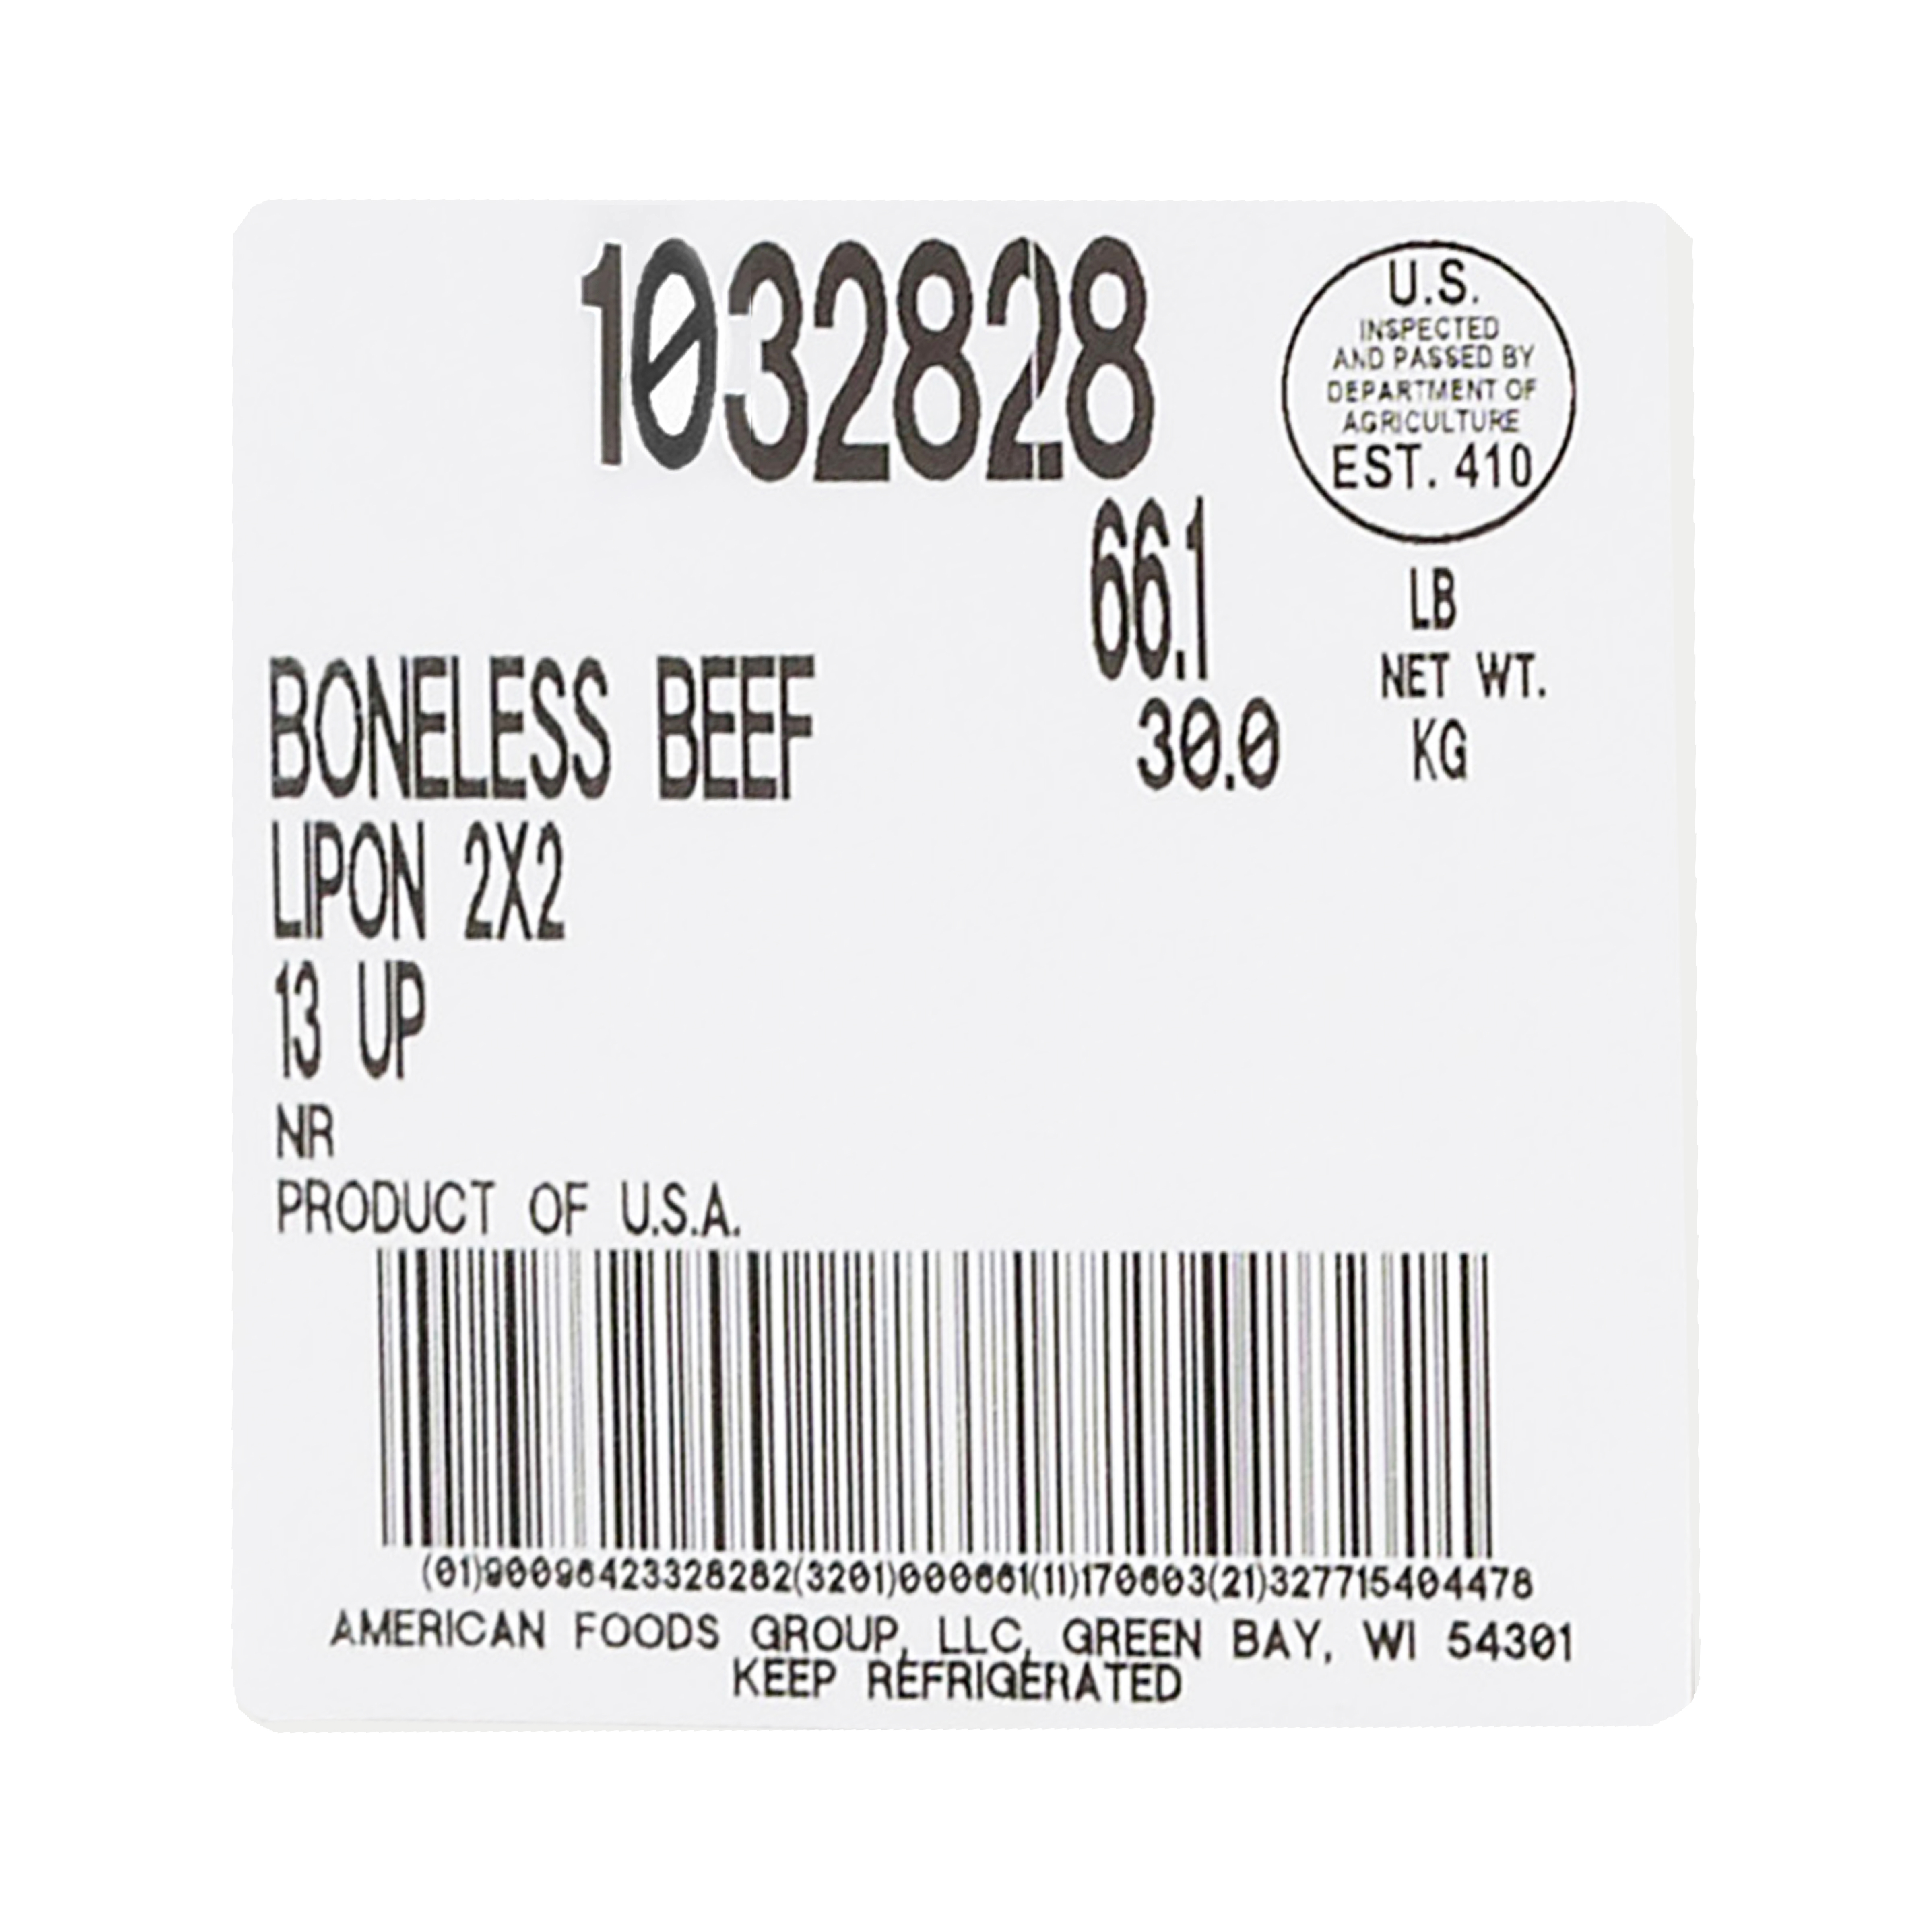 1032828
U.S.
INSPECTED
AND PASSED BY
DEPARTMENT OF
AGRICULTURE
EST. 410
66.1 LB
NET WT.
30.0 KG
BONELESS BEEF
LIPON 2X2
13 UP
NR
PRODUCT OF U.S.A.
(01)90096423328282(3201)000661(11)170603(21)327715404478
AMERICAN FOODS GROUP, LLC, GREEN BAY, WI 54301
KEEP REFRIGERATED